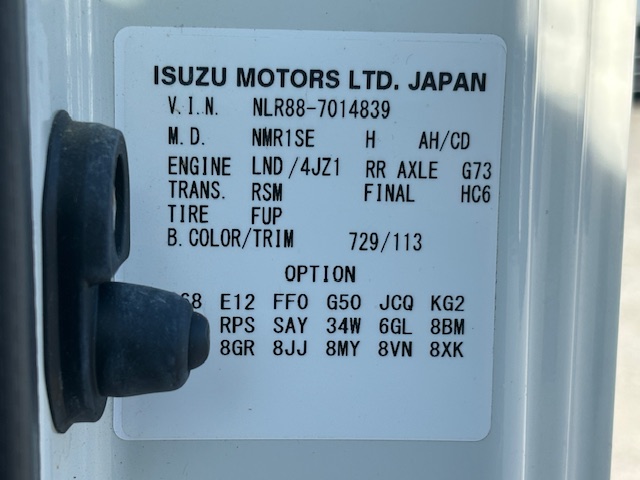 ISUZU MOTORS LTD. JAPAN
V.I.N. NLR88-7014839
M.D. NMR1SE H AH/CD
ENGINE LND/4JZ1 RR AXLE G73
TRANS. RSM FINAL HC6
TIRE FUP
B.COLOR/TRIM 729/113
OPTION
E12 FF0 G50 JCQ KG2
RPS SAY 34W 6GL 8BM
8GR 8JJ 8MY 8VN 8XK